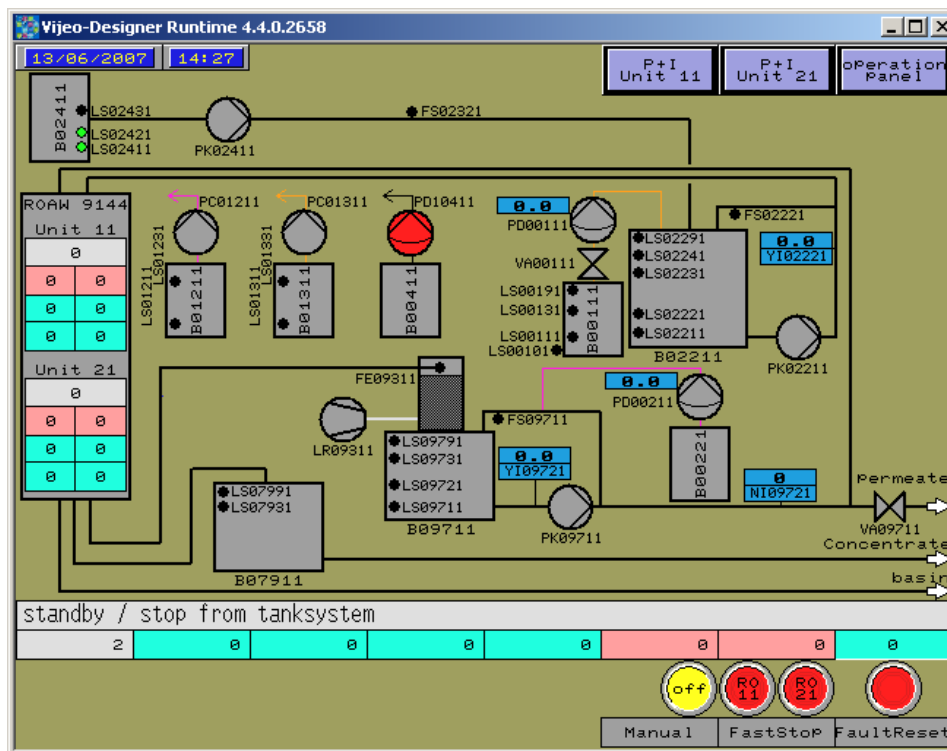 Vijeo-Designer Runtime 4.4.0.2658
13/06/2007 14:27
P+I Unit 11
P+I Unit 21
operation Panel
B02411
LS02431
LS02421
LS02411
PK02411
FS02321
ROAW 9144
Unit 11
0
0 0
0 0
0 0
Unit 21
0
0 0
0 0
0 0
PC01211
LS01231
LS01211
B01211
PC01311
LS01331
LS01311
B01311
PD10411
B00411
0.0
PD00111
VA00111
LS00191
LS00131
LS00111
LS00101
B00111
LS02291
LS02241
LS02231
LS02221
LS02211
B02211
FS02221
0.0
YI02221
PK02211
FE09311
LR09311
LS09791
LS09731
LS09721
LS09711
B09711
FS09711
0.0
YI09721
PK09711
0.0
PD00211
B00221
0
NI09721
LS07991
LS07931
B07911
Permeate
VA09711
Concentrate
basin
standby / stop from tanksystem
2 0 0 0 0 0 0 0
off
RO 11
RO 21
Manual
FastStop
FaultReset